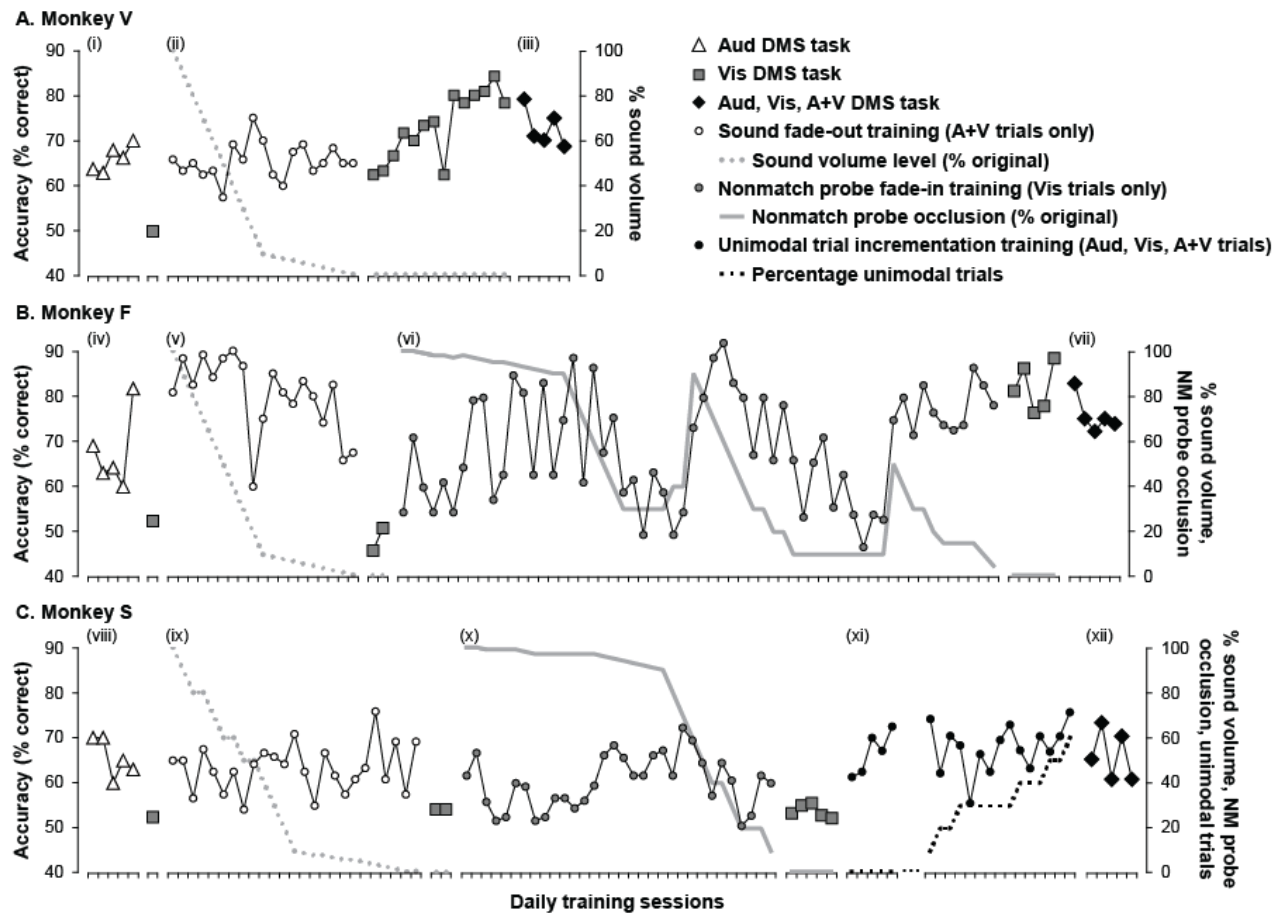 A. Monkey V
(i)
(ii)
(iii)
90
80
70
60
50
40
Accuracy (% correct)
100
80
60
40
20
0
% sound volume
Aud DMS task
Vis DMS task
Aud, Vis, A+V DMS task
Sound fade-out training (A+V trials only)
Sound volume level (% original)
Nonmatch probe fade-in training (Vis trials only)
Nonmatch probe occlusion (% original)
Unimodal trial incrementation training (Aud, Vis, A+V trials)
Percentage unimodal trials
B. Monkey F
(iv)
(v)
(vi)
(vii)
90
80
70
60
50
40
Accuracy (% correct)
100
80
60
40
20
0
% sound volume,
NM probe occlusion
C. Monkey S
(viii)
(ix)
(x)
(xi)
(xii)
90
80
70
60
50
40
Accuracy (% correct)
100
80
60
40
20
0
% sound volume, NM probe
occlusion, unimodal trials
Daily training sessions